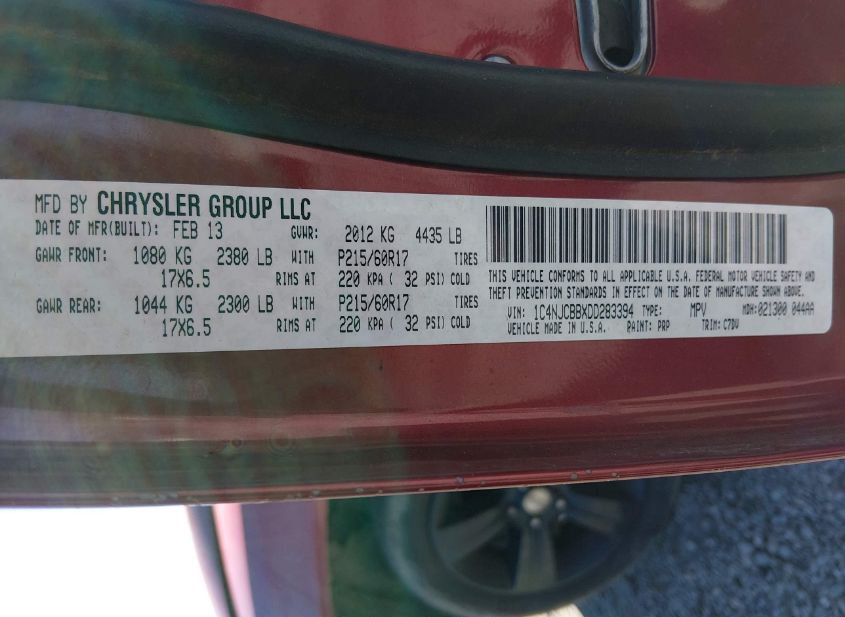 MFD BY CHRYSLER GROUP LLC
DATE OF MFR(BUILT): FEB 13 GVWR: 2012 KG 4435 LB
GAWR FRONT: 1080 KG 2380 LB WITH P215/60R17 TIRES
17X6.5 RIMS AT 220 KPA ( 32 PSI) COLD
GAWR REAR: 1044 KG 2300 LB WITH P215/60R17 TIRES
17X6.5 RIMS AT 220 KPA ( 32 PSI) COLD
THIS VEHICLE CONFORMS TO ALL APPLICABLE U.S.A. FEDERAL MOTOR VEHICLE SAFETY AND
THEFT PREVENTION STANDARDS IN EFFECT ON THE DATE OF MANUFACTURE SHOWN ABOVE.
VIN: 1C4NJCBBXDD283394 TYPE: MPV MDH:021300 044AA
VEHICLE MADE IN U.S.A. PAINT: PRP TRIM: C7DV